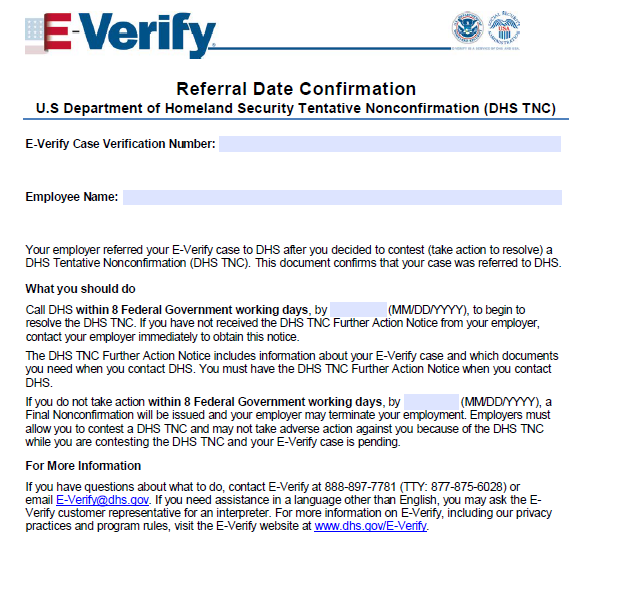 E-Verify
E-VERIFY IS A SERVICE OF DHS AND SSA
Referral Date Confirmation
U.S Department of Homeland Security Tentative Nonconfirmation (DHS TNC)
E-Verify Case Verification Number:
Employee Name:
Your employer referred your E-Verify case to DHS after you decided to contest (take action to resolve) a
DHS Tentative Nonconfirmation (DHS TNC). This document confirms that your case was referred to DHS.
What you should do
Call DHS within 8 Federal Government working days, by (MM/DD/YYYY), to begin to
resolve the DHS TNC. If you have not received the DHS TNC Further Action Notice from your employer,
contact your employer immediately to obtain this notice.
The DHS TNC Further Action Notice includes information about your E-Verify case and which documents
you need when you contact DHS. You must have the DHS TNC Further Action Notice when you contact
DHS.
If you do not take action within 8 Federal Government working days, by (MM/DD/YYYY), a
Final Nonconfirmation will be issued and your employer may terminate your employment. Employers must
allow you to contest a DHS TNC and may not take adverse action against you because of the DHS TNC
while you are contesting the DHS TNC and your E-Verify case is pending.
For More Information
If you have questions about what to do, contact E-Verify at 888-897-7781 (TTY: 877-875-6028) or
email E-Verify@dhs.gov. If you need assistance in a language other than English, you may ask the E-
Verify customer representative for an interpreter. For more information on E-Verify, including our privacy
practices and program rules, visit the E-Verify website at www.dhs.gov/E-Verify.